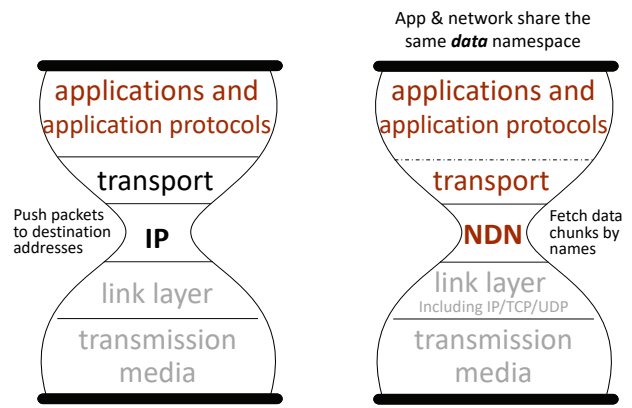 App & network share the
same data namespace
applications and
application protocols
transport
Push packets
to destination
addresses
IP
link layer
transmission
media
applications and
application protocols
transport
NDN
Fetch data
chunks by
names
link layer
Including IP/TCP/UDP
transmission
media